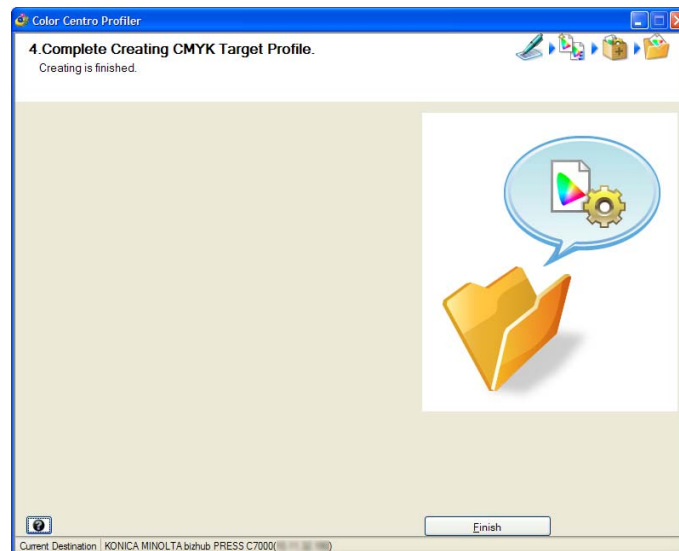 Color Centro Profiler
4.Complete Creating CMYK Target Profile.
Creating is finished.
Finish
Current Destination KONICA MINOLTA bizhub PRESS C7000(